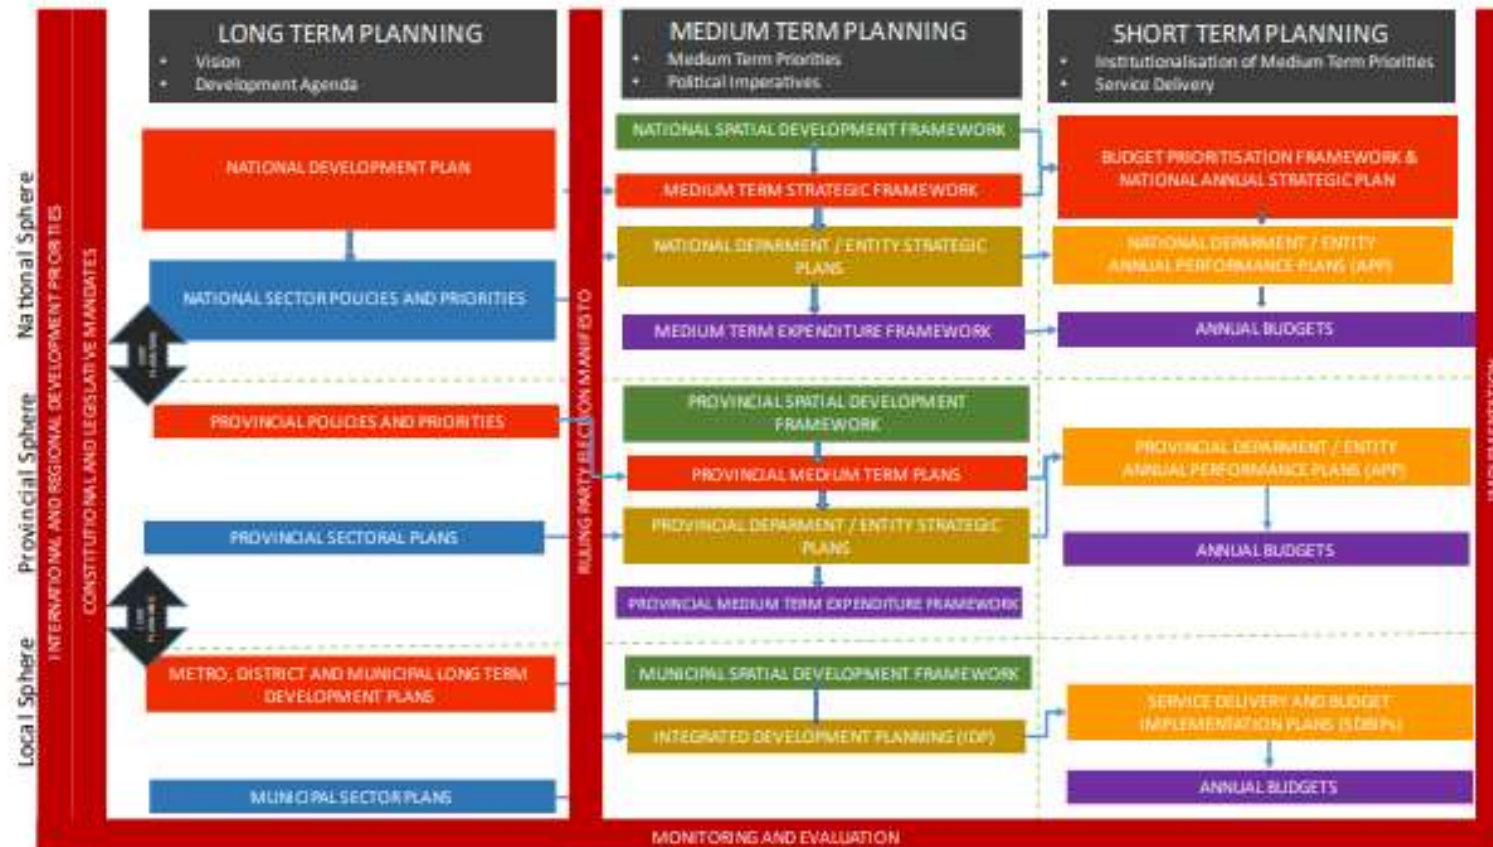 LONG TERM PLANNING
• Vision
• Development Agenda
MEDIUM TERM PLANNING
• Medium Term Priorities
• Political Imperatives
SHORT TERM PLANNING
• Institutionalisation of Medium Term Priorities
• Service Delivery
National Sphere
Provincial Sphere
Local Sphere
INTERNATIONAL AND REGIONAL DEVELOPMENT PRIORITIES
CONSTITUTIONAL AND LEGISLATIVE MANDATES
NATIONAL DEVELOPMENT PLAN
NATIONAL SECTOR POLICIES AND PRIORITIES
PROVINCIAL POLICIES AND PRIORITIES
PROVINCIAL SECTORAL PLANS
METRO, DISTRICT AND MUNICIPAL LONG TERM
DEVELOPMENT PLANS
MUNICIPAL SECTOR PLANS
RULING PARTY ELECTION MANIFESTO
NATIONAL SPATIAL DEVELOPMENT FRAMEWORK
MEDIUM TERM STRATEGIC FRAMEWORK
NATIONAL DEPARMENT / ENTITY STRATEGIC
PLANS
MEDIUM TERM EXPENDITURE FRAMEWORK
PROVINCIAL SPATIAL DEVELOPMENT
FRAMEWORK
PROVINCIAL MEDIUM TERM PLANS
PROVINCIAL DEPARMENT / ENTITY STRATEGIC
PLANS
PROVINCIAL MEDIUM TERM EXPENDITURE FRAMEWORK
MUNICIPAL SPATIAL DEVELOPMENT FRAMEWORK
INTEGRATED DEVELOPMENT PLANNING (IDP)
BUDGET PRIORITISATION FRAMEWORK &
NATIONAL ANNUAL STRATEGIC PLAN
NATIONAL DEPARMENT / ENTITY
ANNUAL PERFORMANCE PLANS (APP)
ANNUAL BUDGETS
PROVINCIAL DEPARMENT / ENTITY
ANNUAL PERFORMANCE PLANS (APP)
ANNUAL BUDGETS
SERVICE DELIVERY AND BUDGET
IMPLEMENTATION PLANS (SDBIPs)
ANNUAL BUDGETS
MONITORING AND EVALUATION